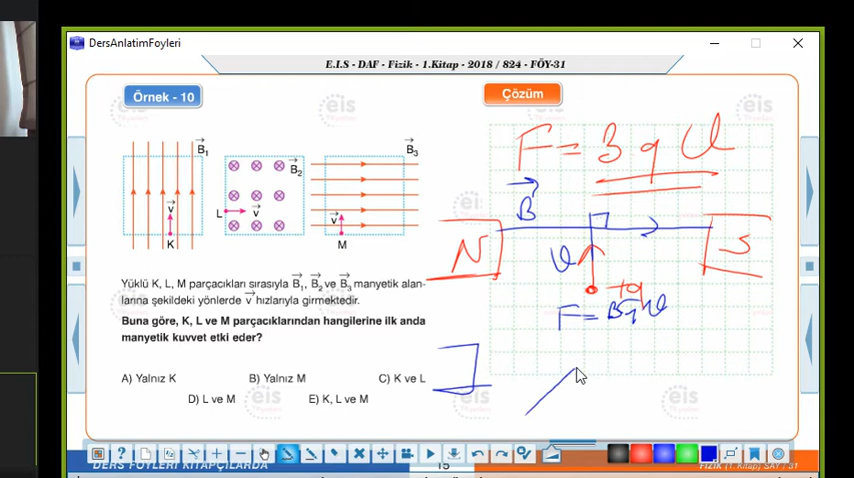 DersAnlatimFoyleri
E.I.S - DAF - Fizik - 1.Kitap - 2018 / 824 - FÖY-31
Örnek - 10
Çözüm
eis
B1
B2
B3
v
K
L
v
v
M
F = B q V
B
N
S
V
+q
F = B q V
Yüklü K, L, M parçacıkları sırasıyla B1, B2 ve B3 manyetik alan-
larına şekildeki yönlerde v hızlarıyla girmektedir.
Buna göre, K, L ve M parçacıklarından hangilerine ilk anda
manyetik kuvvet etki eder?
A) Yalnız K B) Yalnız M C) K ve L
D) L ve M E) K, L ve M
DERS FÖYLERİ KİTAPÇILARDA
15
FİZİK (1. Kitap) SAY / 31